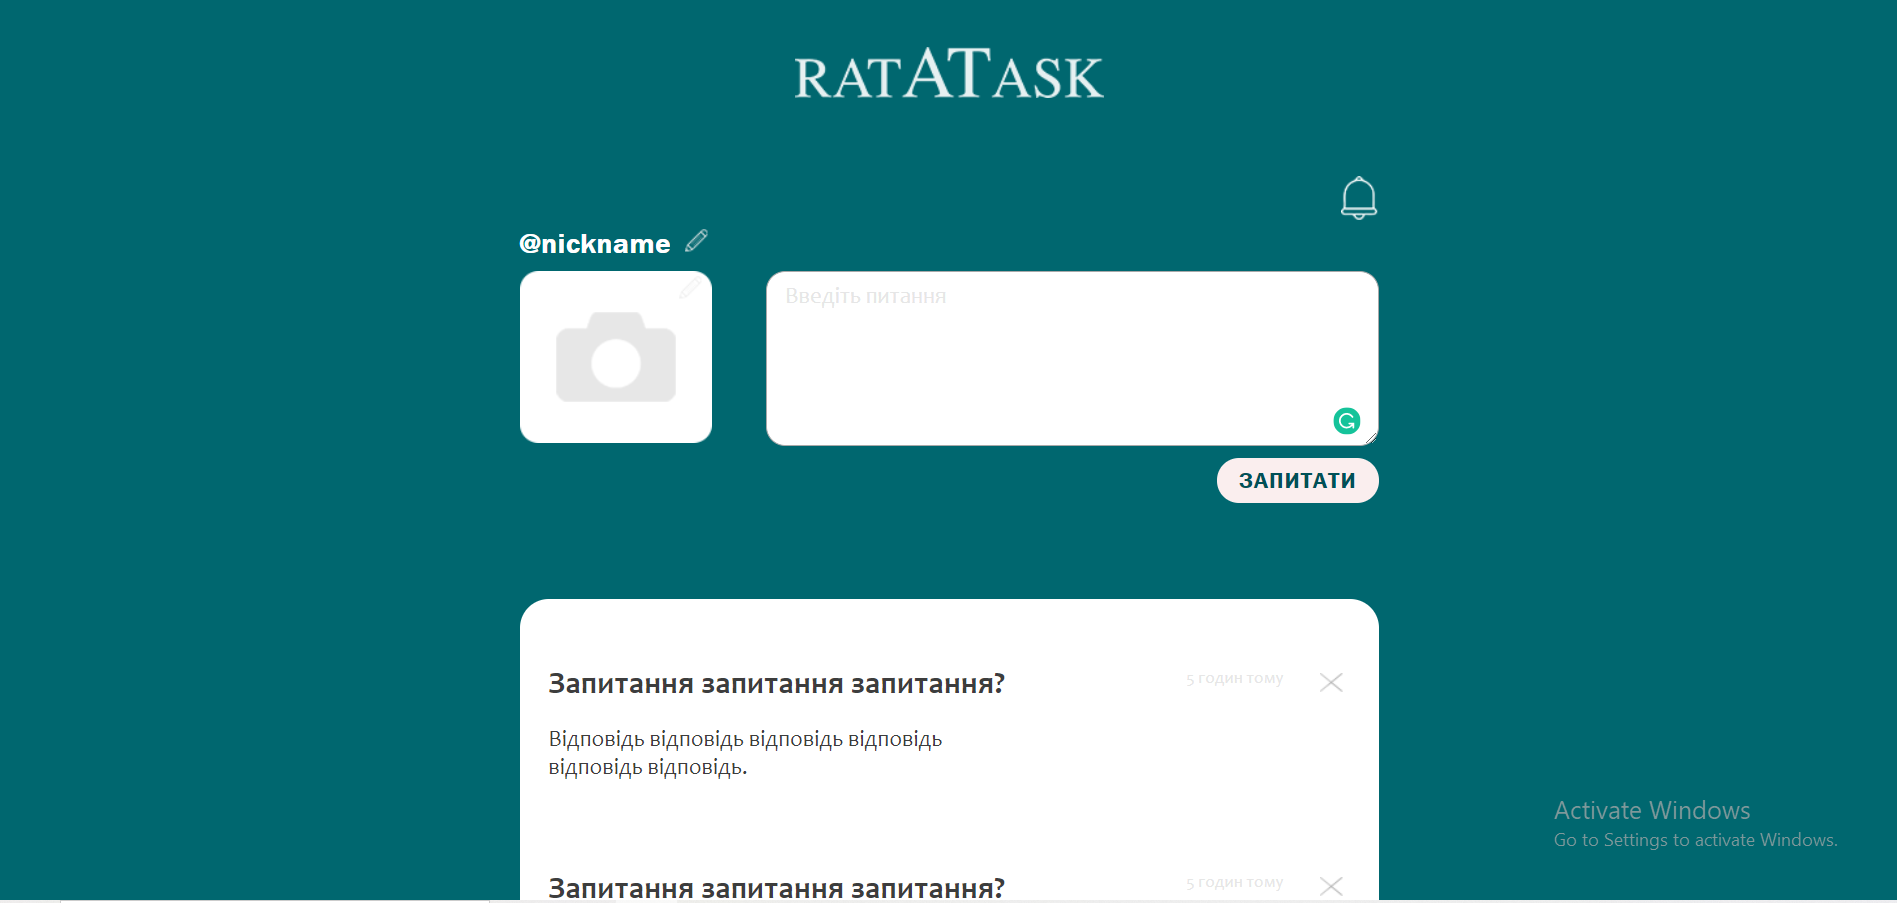 RATATASK
@nickname
Введіть питання
ЗАПИТАТИ
Запитання запитання запитання?
5 годин тому
Відповідь відповідь відповідь відповідь
відповідь відповідь.
Запитання запитання запитання?
5 годин тому
Activate Windows
Go to Settings to activate Windows.